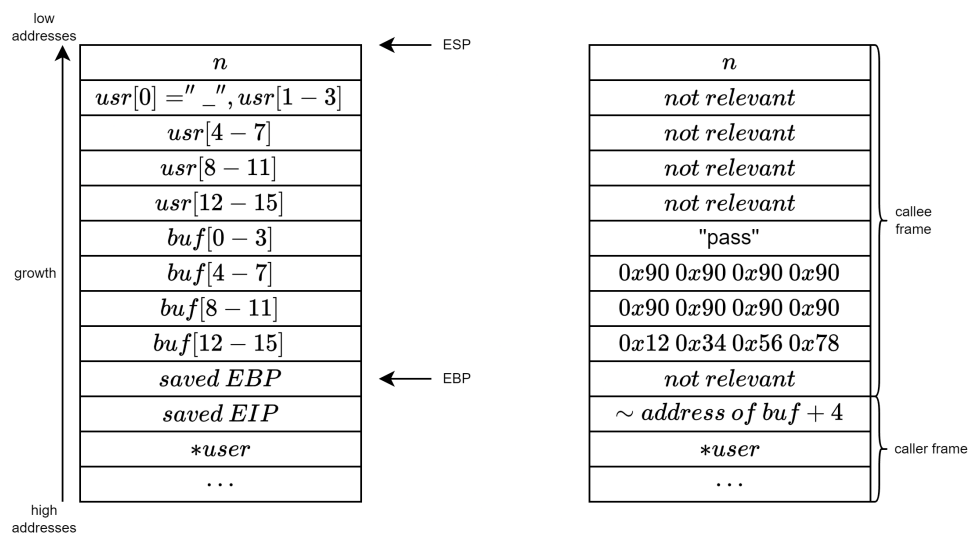 low
addresses
ESP
n
n
usr[0] =" _", usr[1 − 3]
not relevant
usr[4 − 7]
not relevant
usr[8 − 11]
not relevant
usr[12 − 15]
not relevant
callee
frame
buf[0 − 3]
"pass"
growth
buf[4 − 7]
0x90 0x90 0x90 0x90
buf[8 − 11]
0x90 0x90 0x90 0x90
buf[12 − 15]
0x12 0x34 0x56 0x78
saved EBP
EBP
not relevant
saved EIP
∼ address of buf + 4
*user
*user
caller frame
...
...
high
addresses